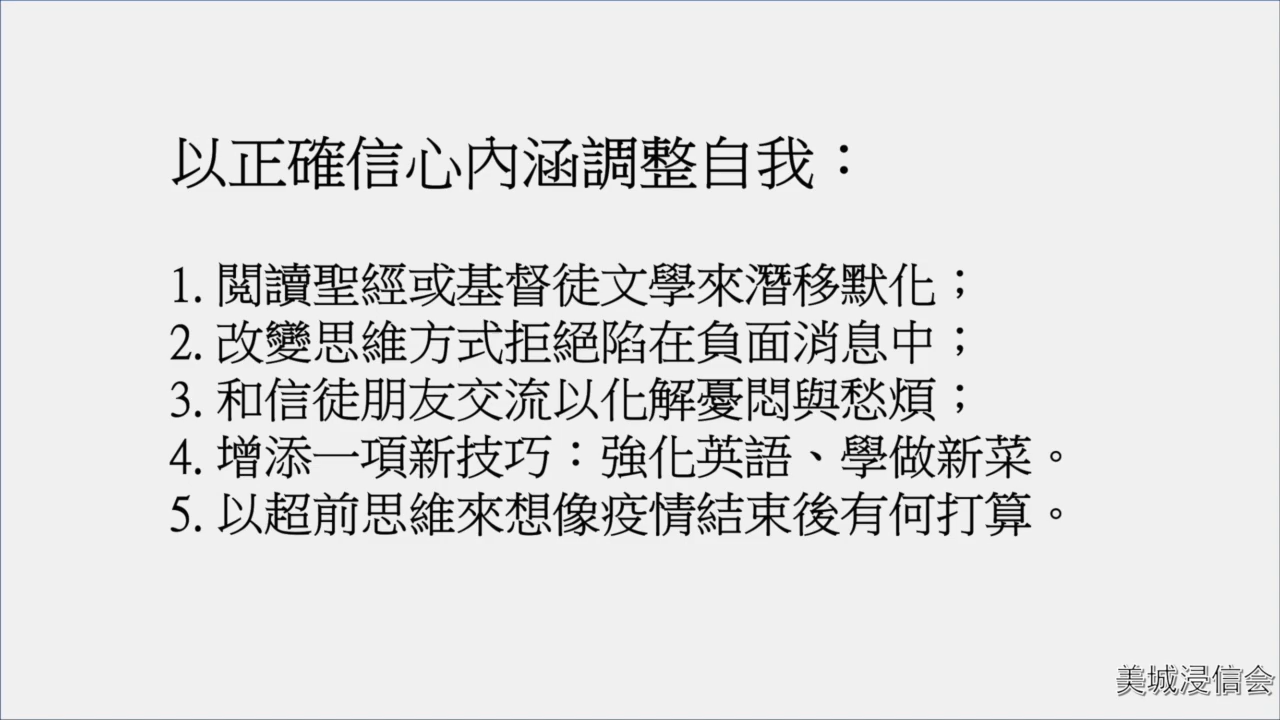 以正確信心內涵調整自我：
1. 閱讀聖經或基督徒文學來潛移默化；
2. 改變思維方式拒絕陷在負面消息中；
3. 和信徒朋友交流以化解憂悶與愁煩；
4. 增添一項新技巧：強化英語、學做新菜。
5. 以超前思維來想像疫情結束後有何打算。
美城浸信会